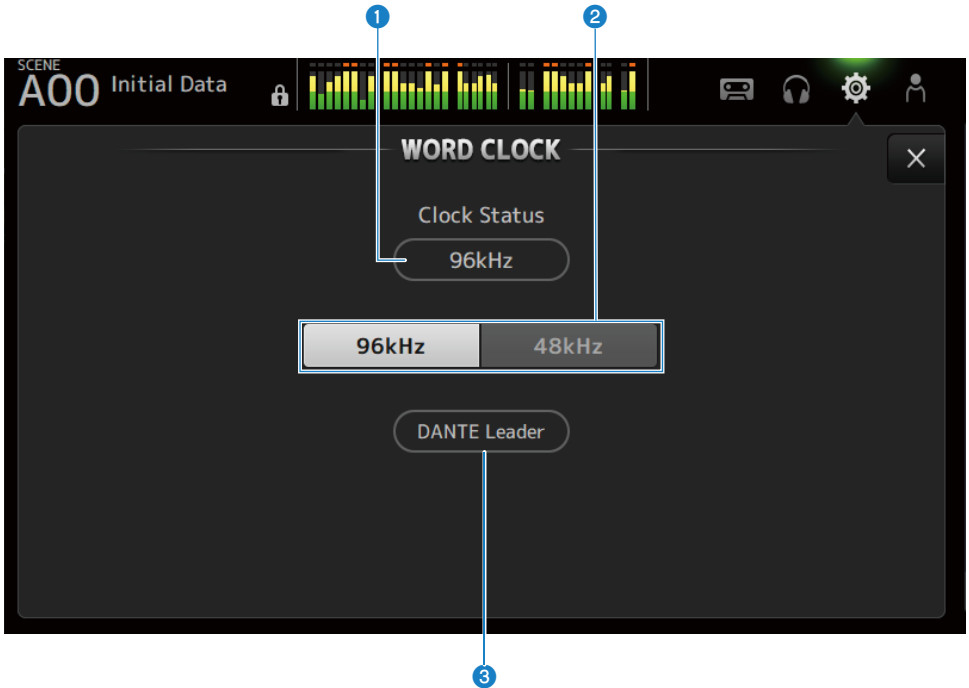 1 2
SCENE
A00 Initial Data
WORD CLOCK
Clock Status
96kHz
96kHz 48kHz
DANTE Leader
3